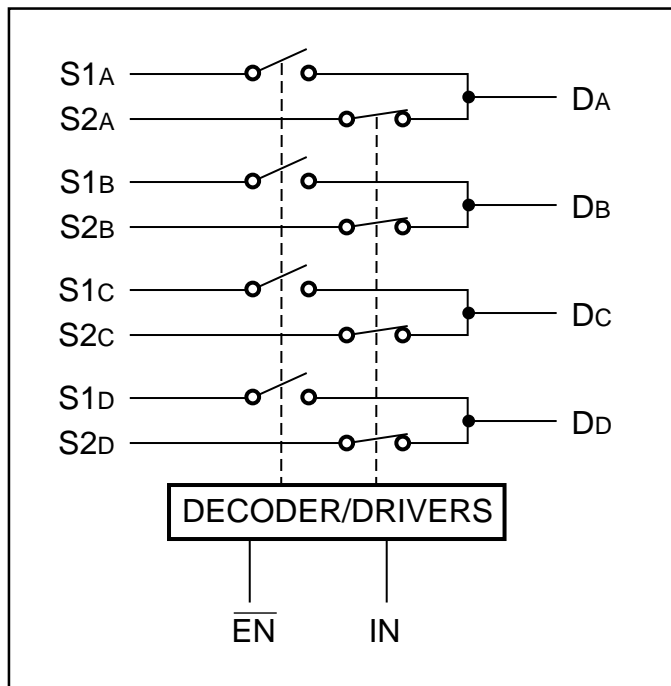 S1A
DA
S2A
S1B
DB
S2B
S1C
DC
S2C
S1D
DD
S2D
DECODER/DRIVERS
EN IN